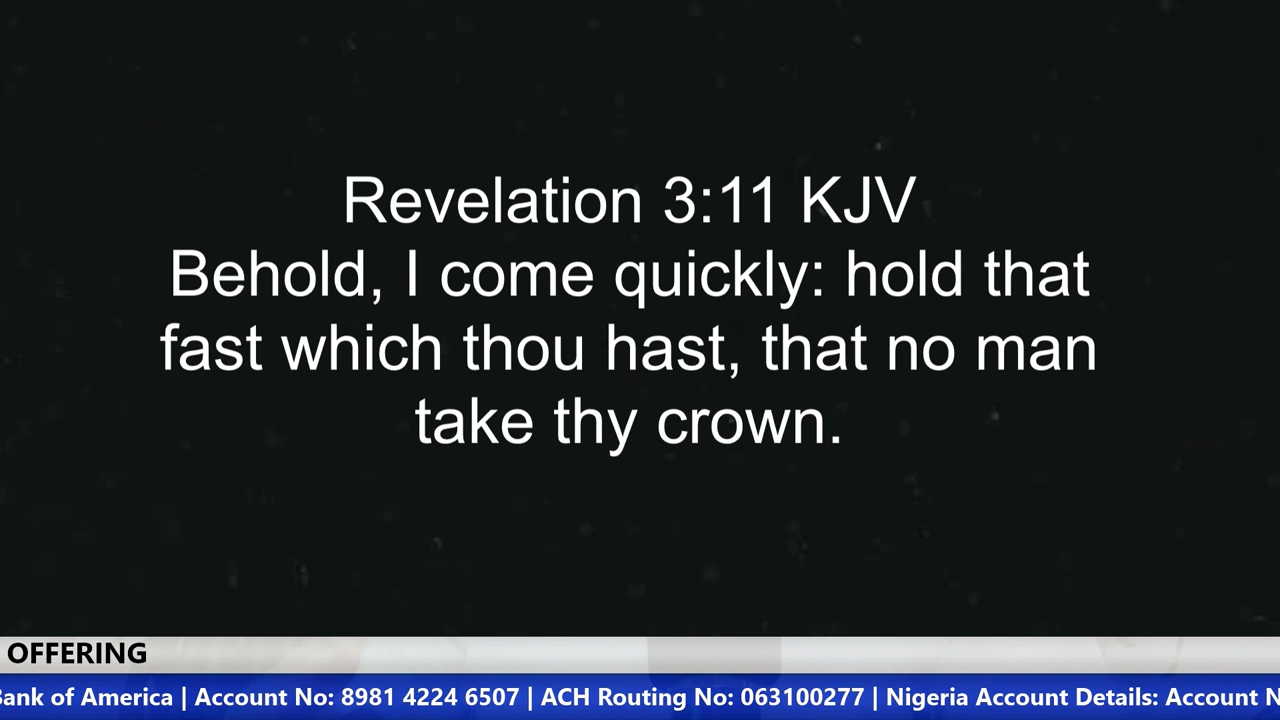 Revelation 3:11 KJV
Behold, I come quickly: hold that
fast which thou hast, that no man
take thy crown.
OFFERING
Bank of America | Account No: 8981 4224 6507 | ACH Routing No: 063100277 | Nigeria Account Details: Account N